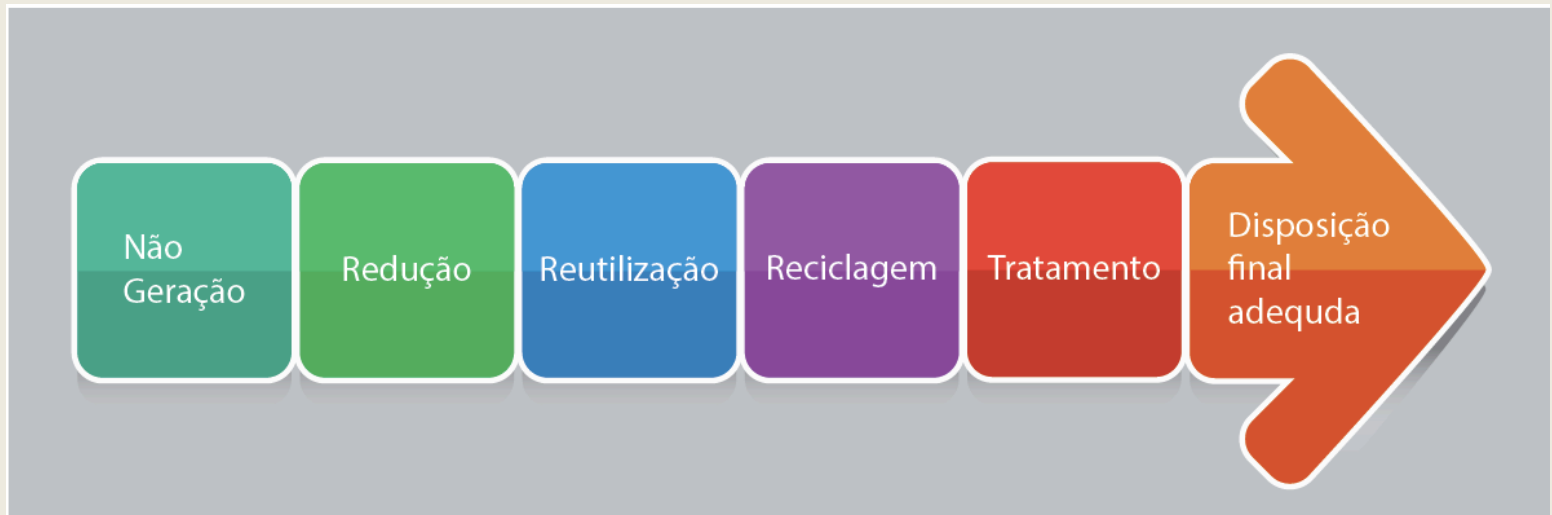 Não
Geração
Redução
Reutilização
Reciclagem
Tratamento
Disposição
final
adequda